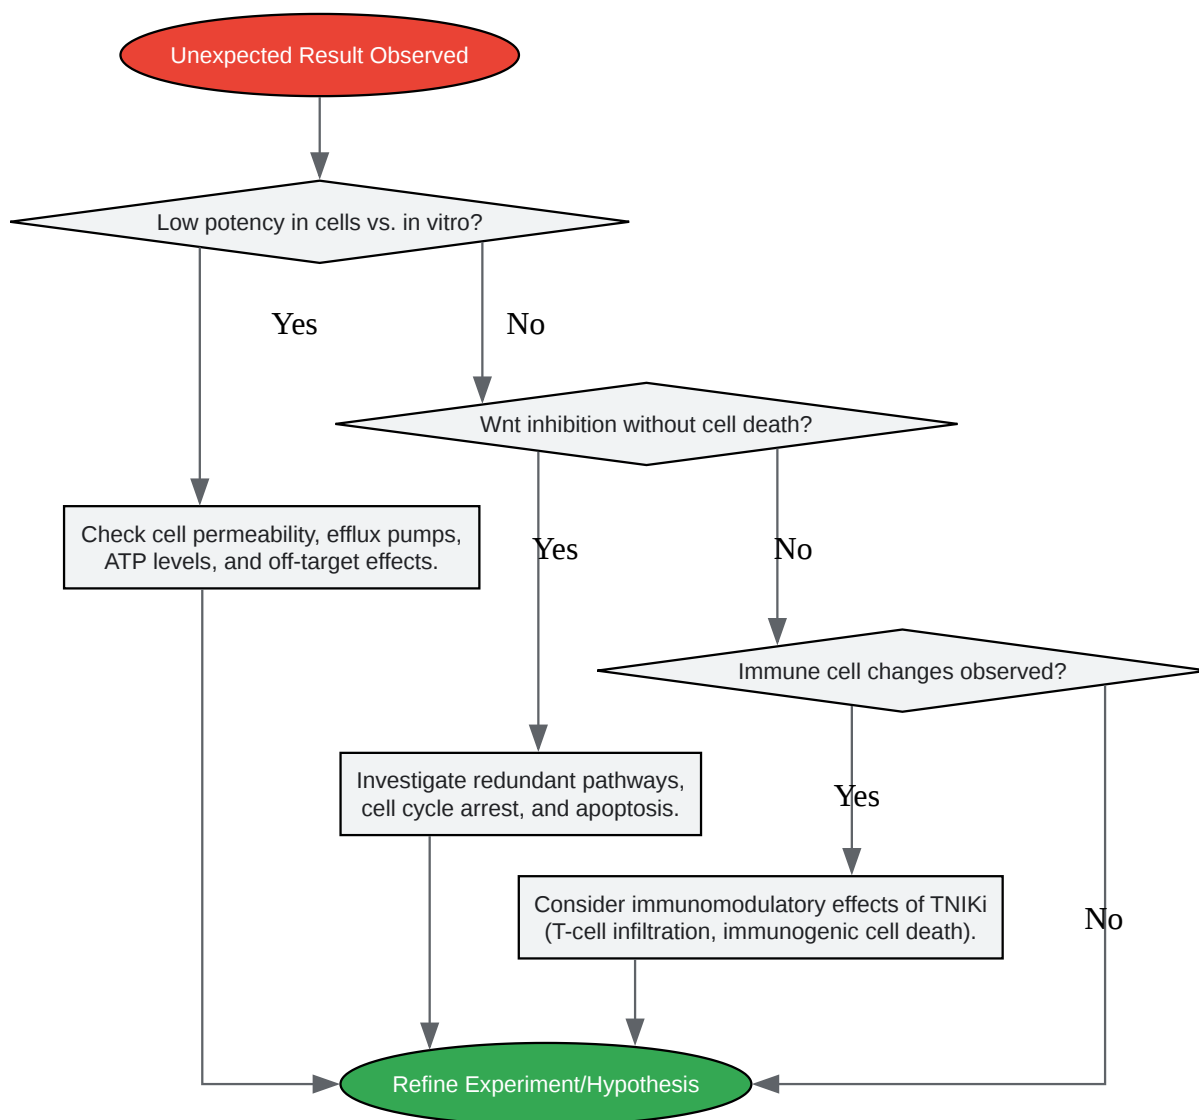 Unexpected Result Observed
Low potency in cells vs. in vitro?
Yes
No
Wnt inhibition without cell death?
Check cell permeability, efflux pumps,
ATP levels, and off-target effects.
Yes
No
Immune cell changes observed?
Investigate redundant pathways,
cell cycle arrest, and apoptosis.
Yes
Consider immunomodulatory effects of TNIKi
(T-cell infiltration, immunogenic cell death).
No
Refine Experiment/Hypothesis